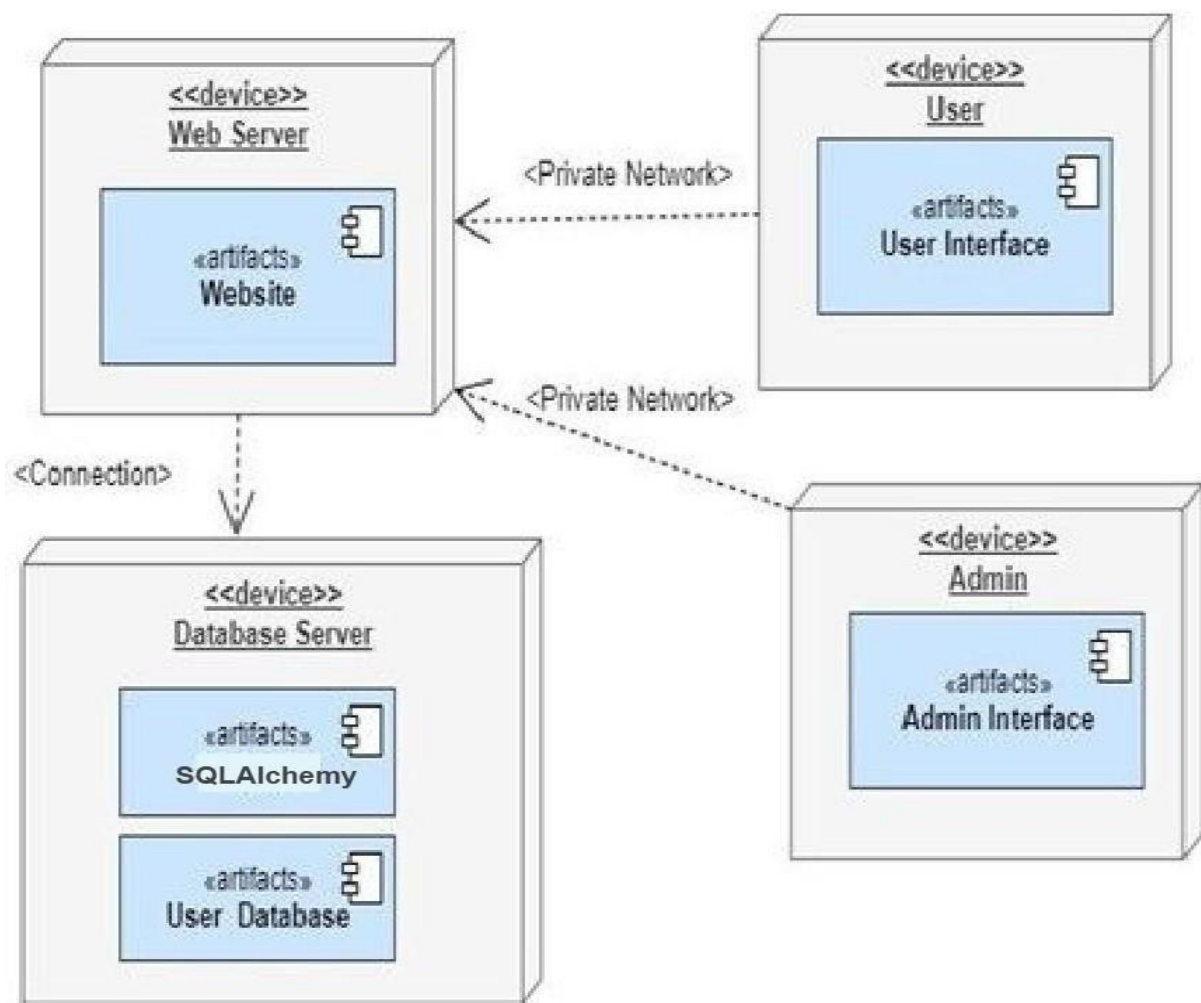 <<device>>
Web Server
«artifacts»
Website
<Private Network>
<<device>>
User
«artifacts»
User Interface
<Private Network>
<Connection>
<<device>>
Admin
«artifacts»
Admin Interface
<<device>>
Database Server
«artifacts»
SQLAlchemy
«artifacts»
User Database